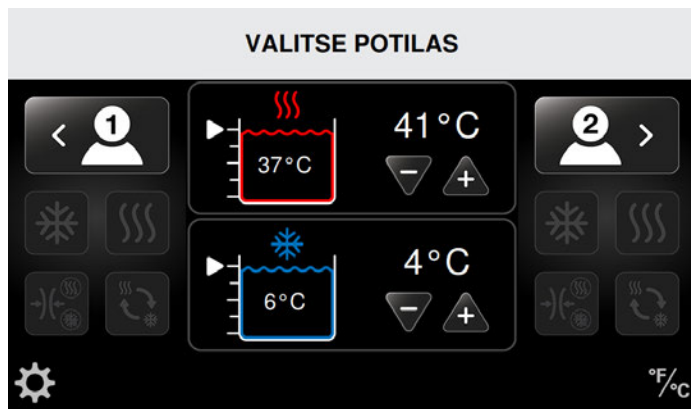 VALITSE POTILAS
1
41°C
2
37°C
− +
4°C
6°C
− +
°F/°C